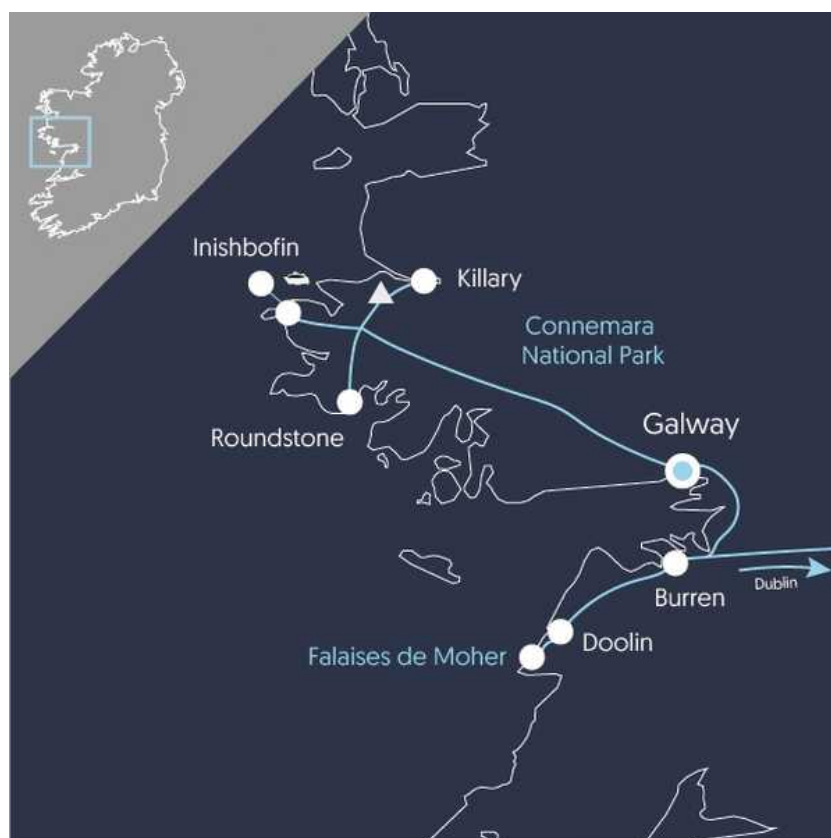 Inishbofin
Killary
Connemara
National Park
Roundstone
Galway
Burren
Dublin
Doolin
Falaises de Moher